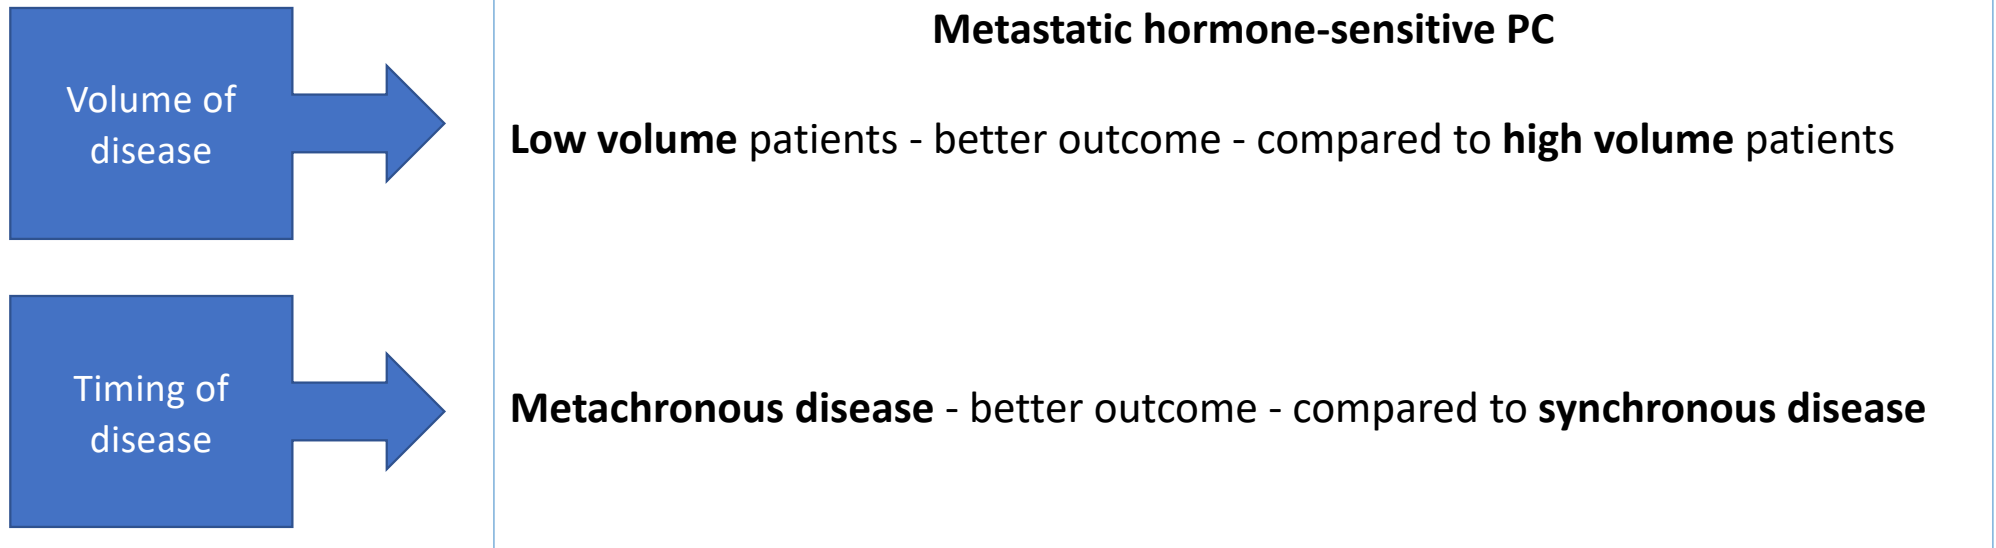 Metastatic hormone-sensitive PC
Volume of
disease
Low volume patients - better outcome - compared to high volume patients
Timing of
disease
Metachronous disease - better outcome - compared to synchronous disease